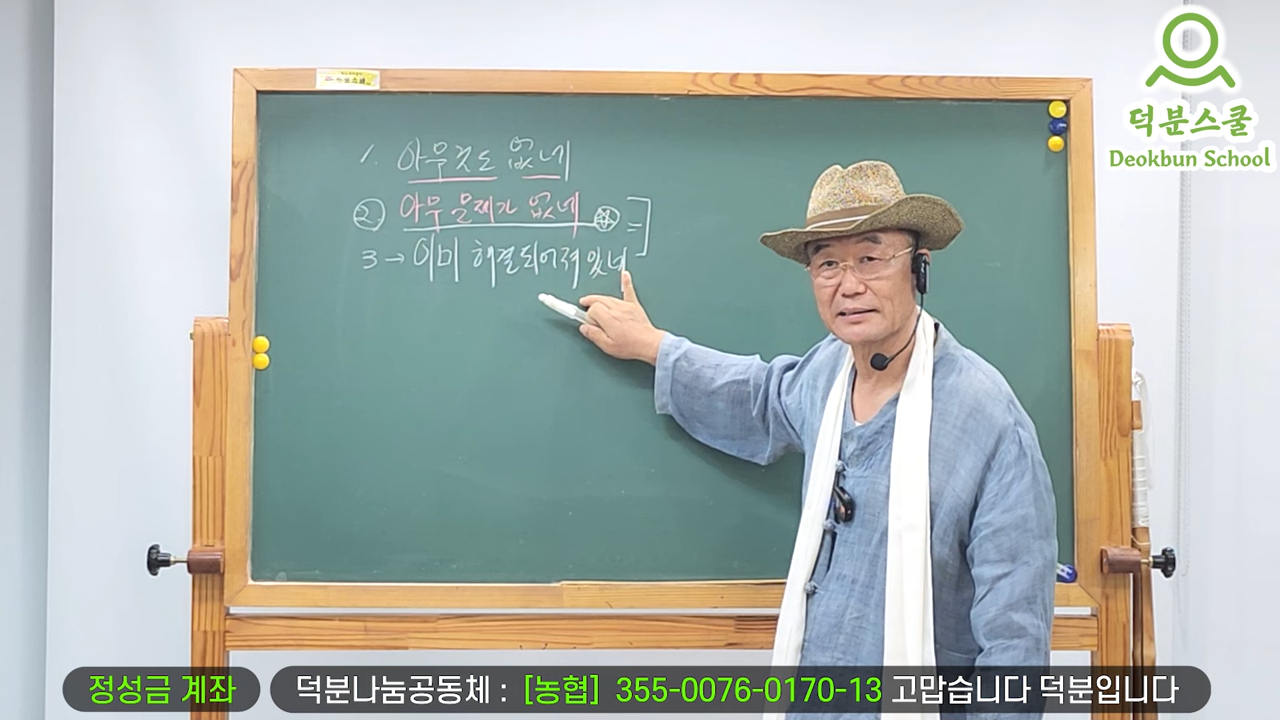 덕분스쿨
Deokbun School
1. 아무것도 없네
② 아무 문제가 없네
3 → 이미 해결되어져 있네
정성금 계좌
덕분나눔공동체 : [농협] 355-0076-0170-13 고맙습니다 덕분입니다